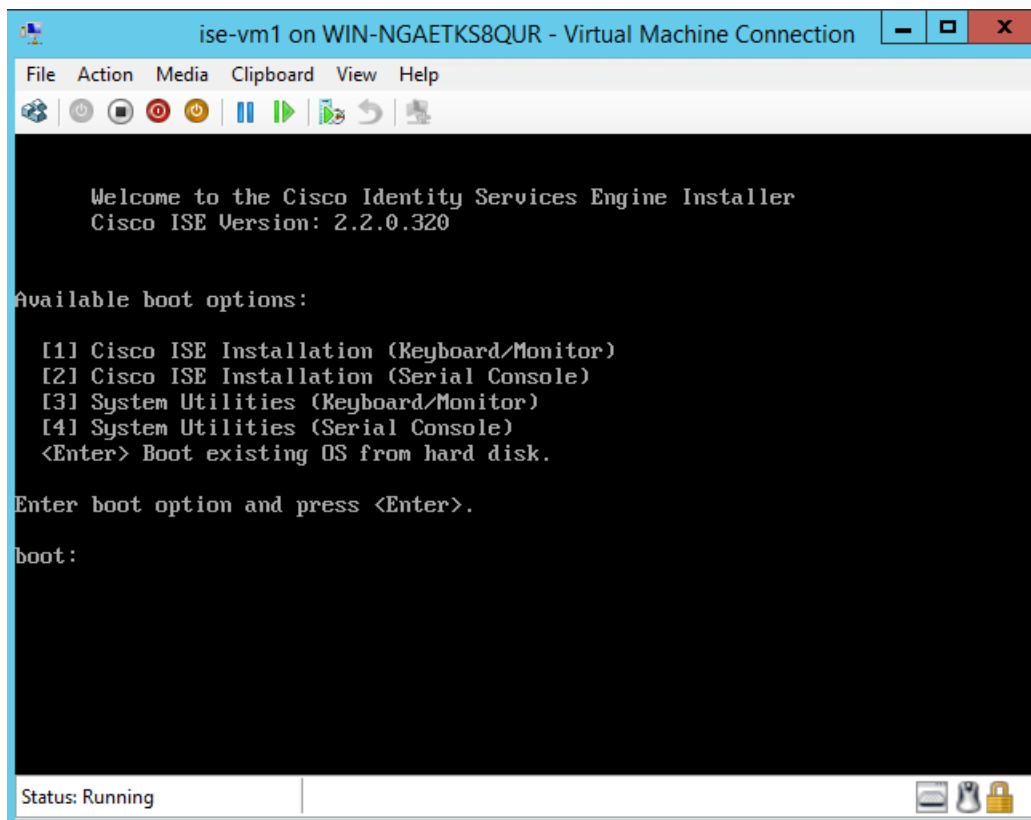 ise-vm1 on WIN-NGAETKS8QUR - Virtual Machine Connection
File Action Media Clipboard View Help
Welcome to the Cisco Identity Services Engine Installer
Cisco ISE Version: 2.2.0.320
Available boot options:
[1] Cisco ISE Installation (Keyboard/Monitor)
[2] Cisco ISE Installation (Serial Console)
[3] System Utilities (Keyboard/Monitor)
[4] System Utilities (Serial Console)
<Enter> Boot existing OS from hard disk.
Enter boot option and press <Enter>.
boot:
Status: Running